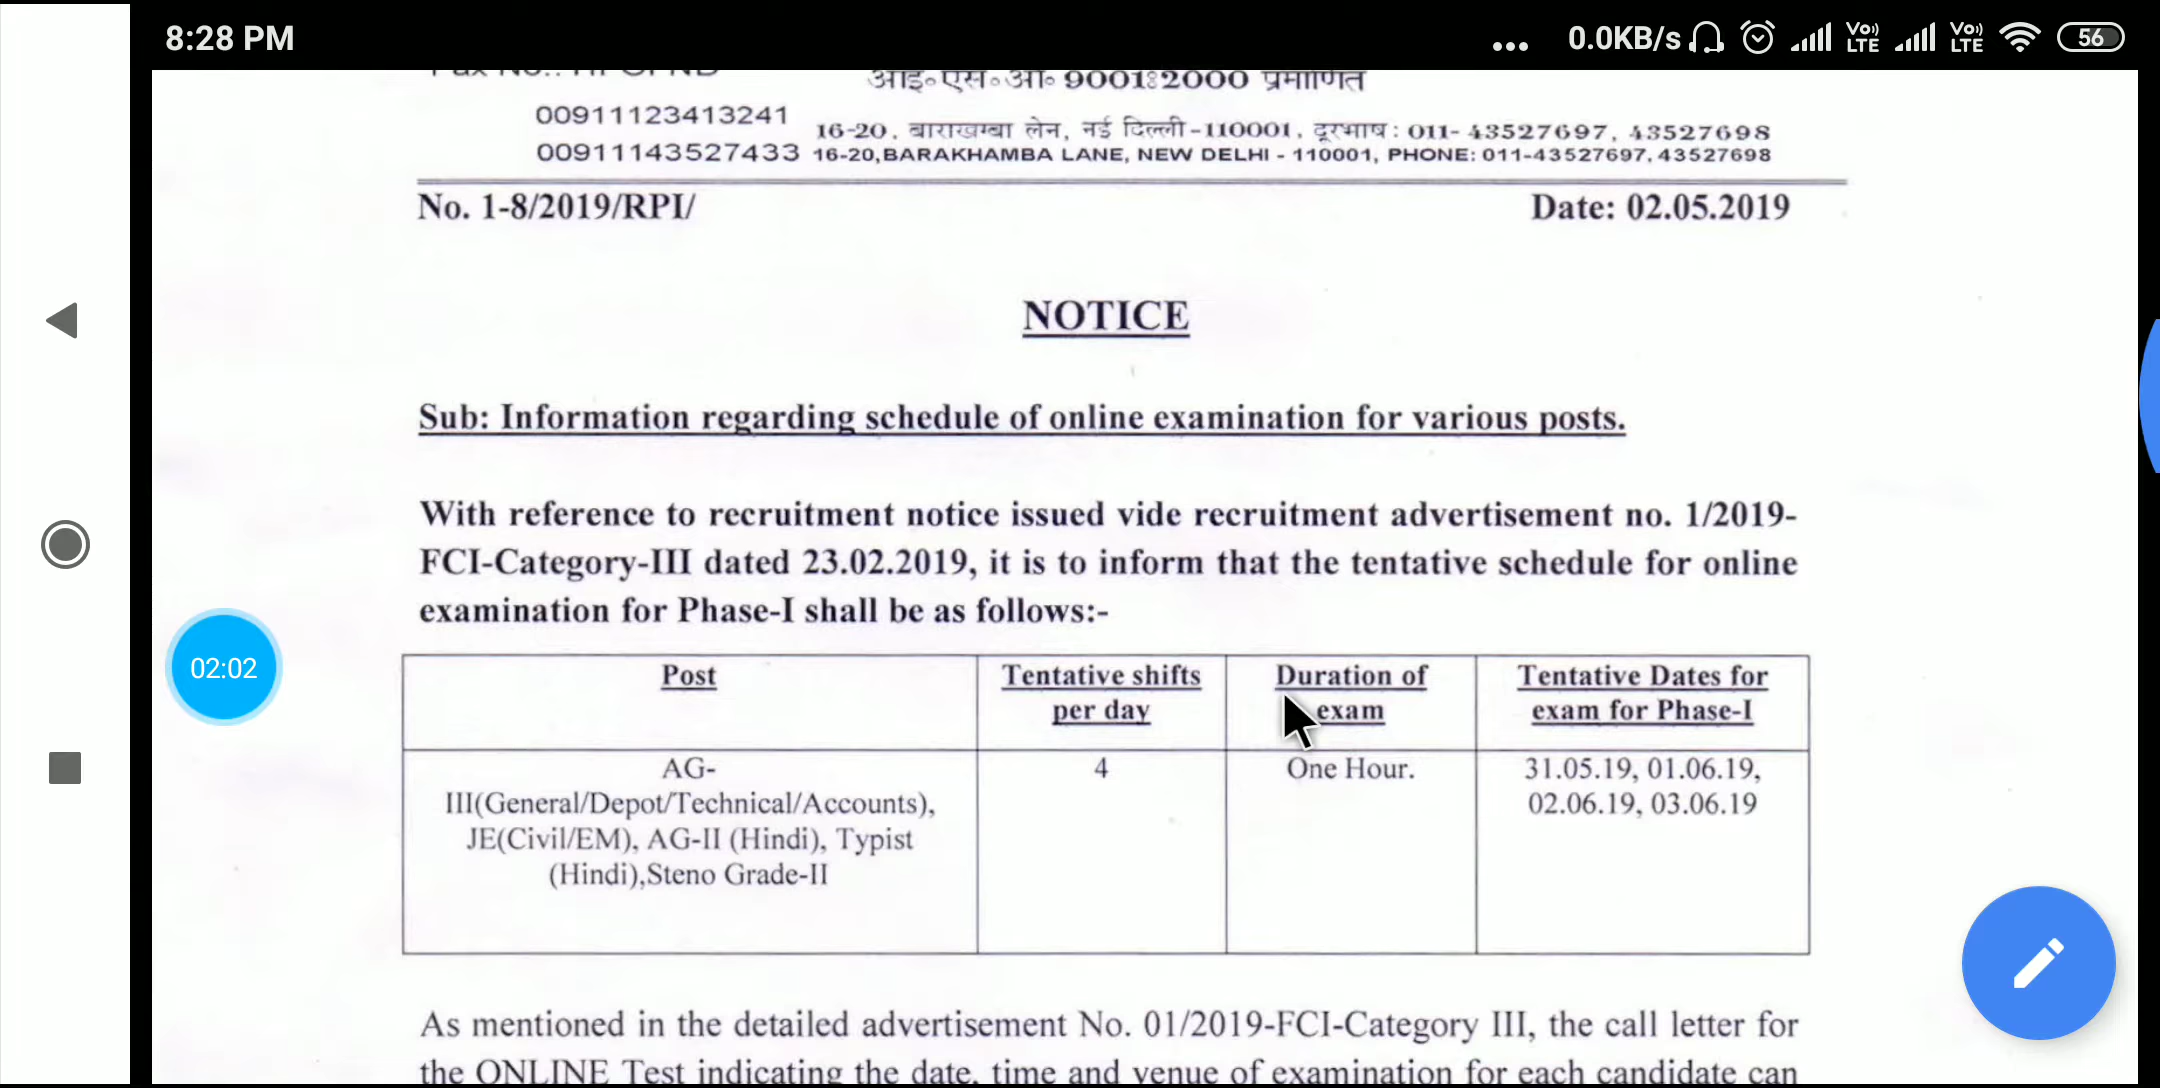 8:28 PM
... 0.0KB/s Vo) LTE Vo) LTE 56
Fax No.: HPGPND
आइ॰एस॰ओ॰ 9001:2000 प्रमाणित
00911123413241
16-20, बाराखम्बा लेन, नई दिल्ली-110001, दूरभाष: 011- 43527697, 43527698
00911143527433 16-20,BARAKHAMBA LANE, NEW DELHI - 110001, PHONE: 011-43527697, 43527698
No. 1-8/2019/RPI/ Date: 02.05.2019
NOTICE
Sub: Information regarding schedule of online examination for various posts.
With reference to recruitment notice issued vide recruitment advertisement no. 1/2019-
FCI-Category-III dated 23.02.2019, it is to inform that the tentative schedule for online
examination for Phase-I shall be as follows:-
02:02
Post Tentative shifts Duration of Tentative Dates for
per day exam exam for Phase-I
AG- 4 One Hour. 31.05.19, 01.06.19,
III(General/Depot/Technical/Accounts), 02.06.19, 03.06.19
JE(Civil/EM), AG-II (Hindi), Typist
(Hindi),Steno Grade-II
As mentioned in the detailed advertisement No. 01/2019-FCI-Category III, the call letter for
the ONLINE Test indicating the date, time and venue of examination for each candidate can